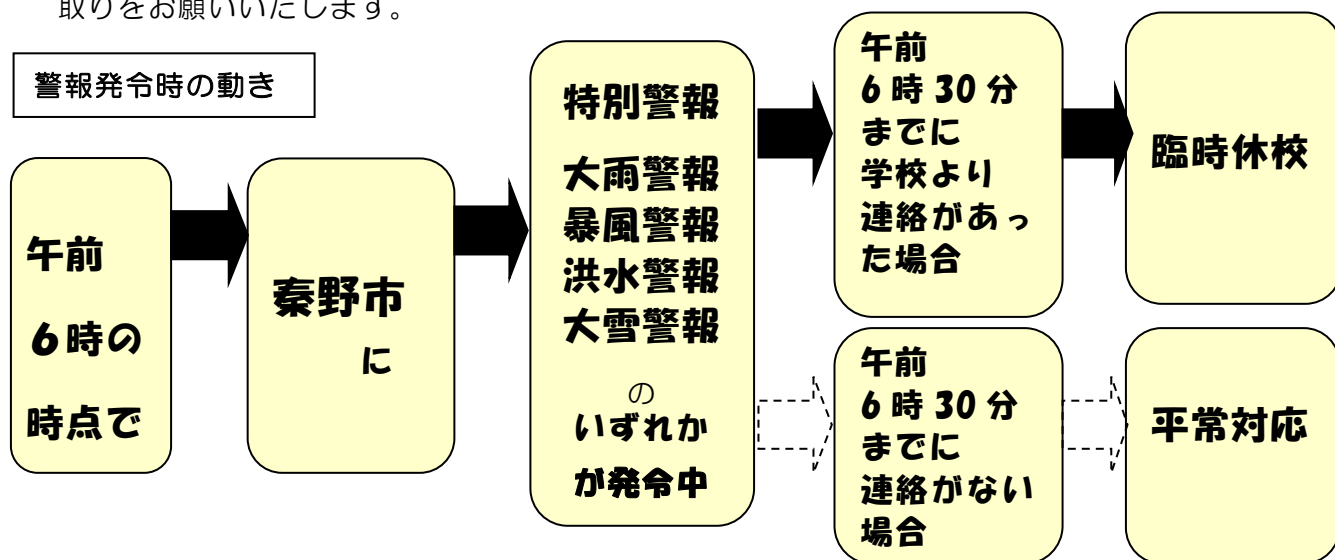 取りをお願いいたします。
警報発令時の動き
午前
6時の
時点で
秦野市
に
特別警報
大雨警報
暴風警報
洪水警報
大雪警報
の
いずれか
が発令中
午前
6時30分
までに
学校より
連絡があっ
た場合
臨時休校
午前
6時30分
までに
連絡がない
場合
平常対応